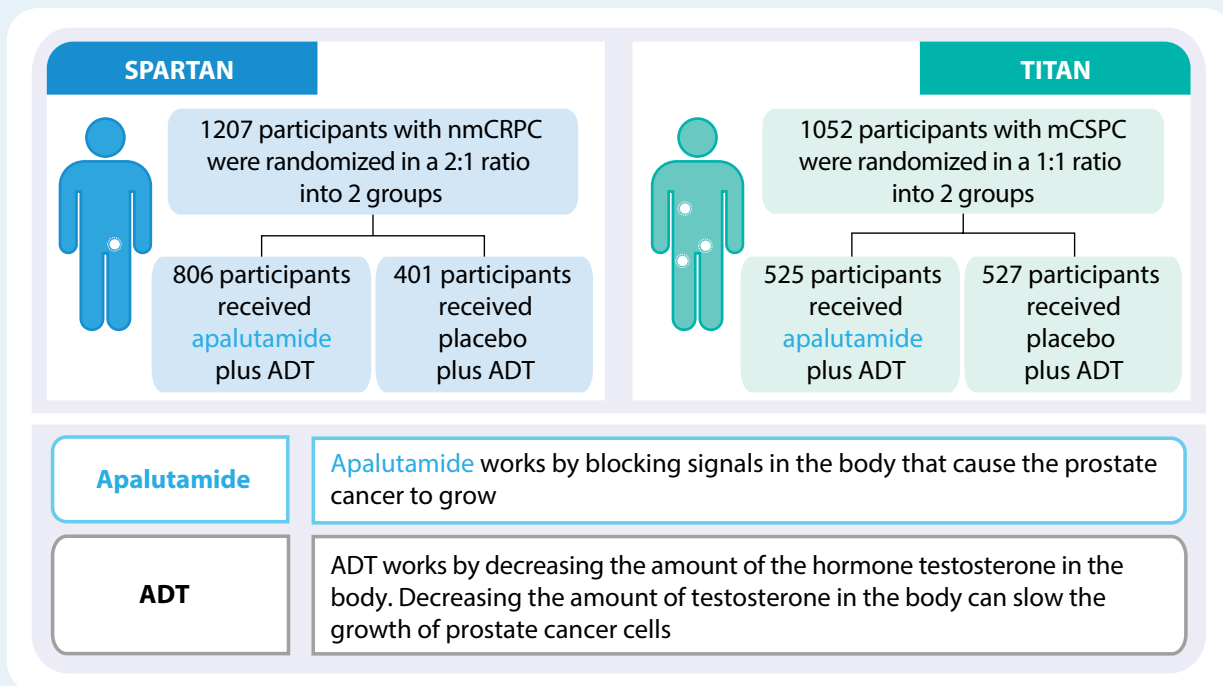 SPARTAN
1207 participants with nmCRPC
were randomized in a 2:1 ratio
into 2 groups
806 participants
received
apalutamide
plus ADT
401 participants
received
placebo
plus ADT
TITAN
1052 participants with mCSPC
were randomized in a 1:1 ratio
into 2 groups
525 participants
received
apalutamide
plus ADT
527 participants
received
placebo
plus ADT
Apalutamide
Apalutamide works by blocking signals in the body that cause the prostate
cancer to grow
ADT
ADT works by decreasing the amount of the hormone testosterone in the
body. Decreasing the amount of testosterone in the body can slow the
growth of prostate cancer cells